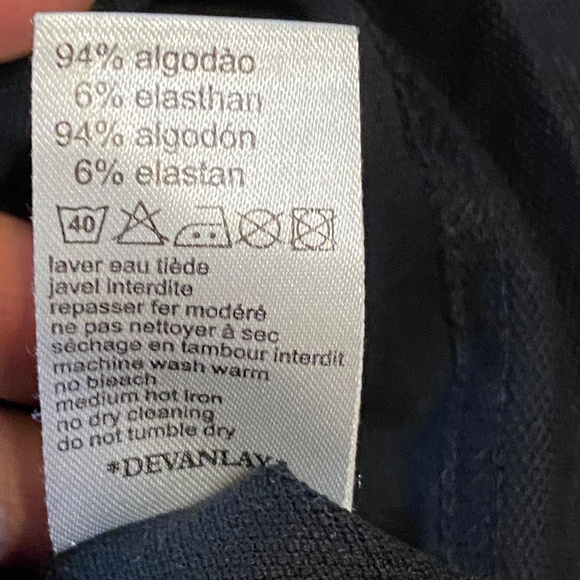 94% algodão
6% elasthan
94% algodón
6% elastan
40
laver eau tiède
javel interdite
repasser fer modéré
ne pas nettoyer à sec
séchage en tambour interdit
machine wash warm
no bleach
medium hot iron
no dry cleaning
do not tumble dry
*DEVANLAY*